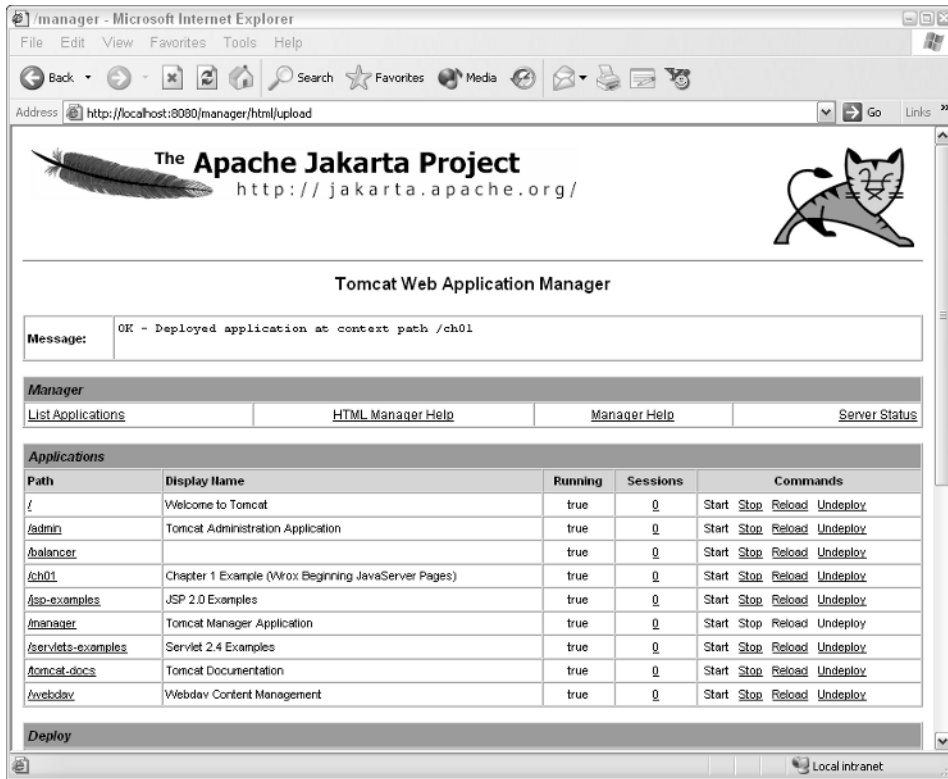 /manager - Microsoft Internet Explorer
File Edit View Favorites Tools Help
Back Search Favorites Media
Address http://localhost:8080/manager/html/upload Go Links »
The Apache Jakarta Project
http://jakarta.apache.org/
Tomcat Web Application Manager
Message: OK - Deployed application at context path /ch01
Manager
List Applications HTML Manager Help Manager Help Server Status
Applications
Path Display Name Running Sessions Commands
/ Welcome to Tomcat true 0 Start Stop Reload Undeploy
/admin Tomcat Administration Application true 0 Start Stop Reload Undeploy
/balancer true 0 Start Stop Reload Undeploy
/ch01 Chapter 1 Example (Wrox Beginning JavaServer Pages) true 0 Start Stop Reload Undeploy
/jsp-examples JSP 2.0 Examples true 0 Start Stop Reload Undeploy
/manager Tomcat Manager Application true 0 Start Stop Reload Undeploy
/servlets-examples Servlet 2.4 Examples true 0 Start Stop Reload Undeploy
/tomcat-docs Tomcat Documentation true 0 Start Stop Reload Undeploy
/webdav Webdav Content Management true 0 Start Stop Reload Undeploy
Deploy
Local intranet